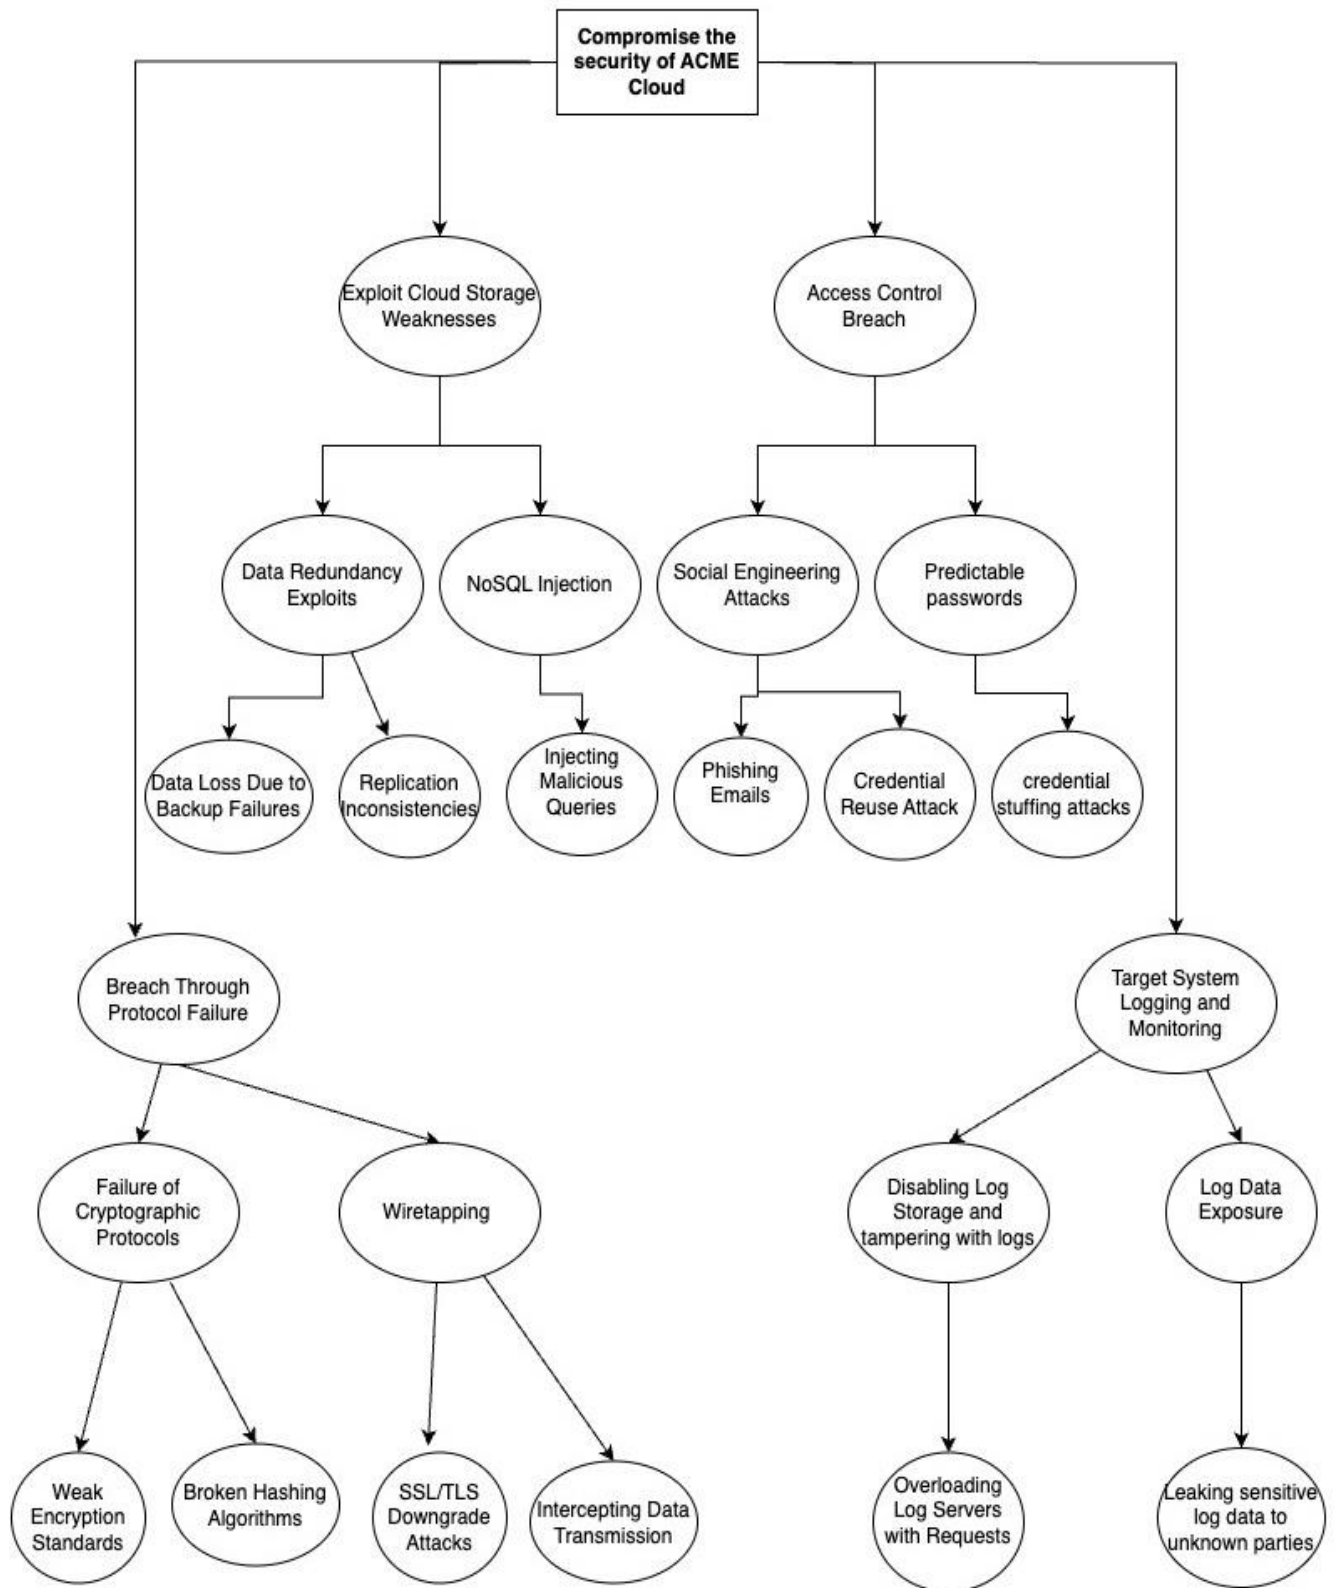 Compromise the
security of ACME
Cloud
Exploit Cloud Storage
Weaknesses
Access Control
Breach
Data Redundancy
Exploits
NoSQL Injection
Social Engineering
Attacks
Predictable
passwords
Data Loss Due to
Backup Failures
Replication
Inconsistencies
Injecting
Malicious
Queries
Phishing
Emails
Credential
Reuse Attack
credential
stuffing attacks
Breach Through
Protocol Failure
Target System
Logging and
Monitoring
Failure of
Cryptographic
Protocols
Wiretapping
Disabling Log
Storage and
tampering with logs
Log Data
Exposure
Weak
Encryption
Standards
Broken Hashing
Algorithms
SSL/TLS
Downgrade
Attacks
Intercepting Data
Transmission
Overloading
Log Servers
with Requests
Leaking sensitive
log data to
unknown parties